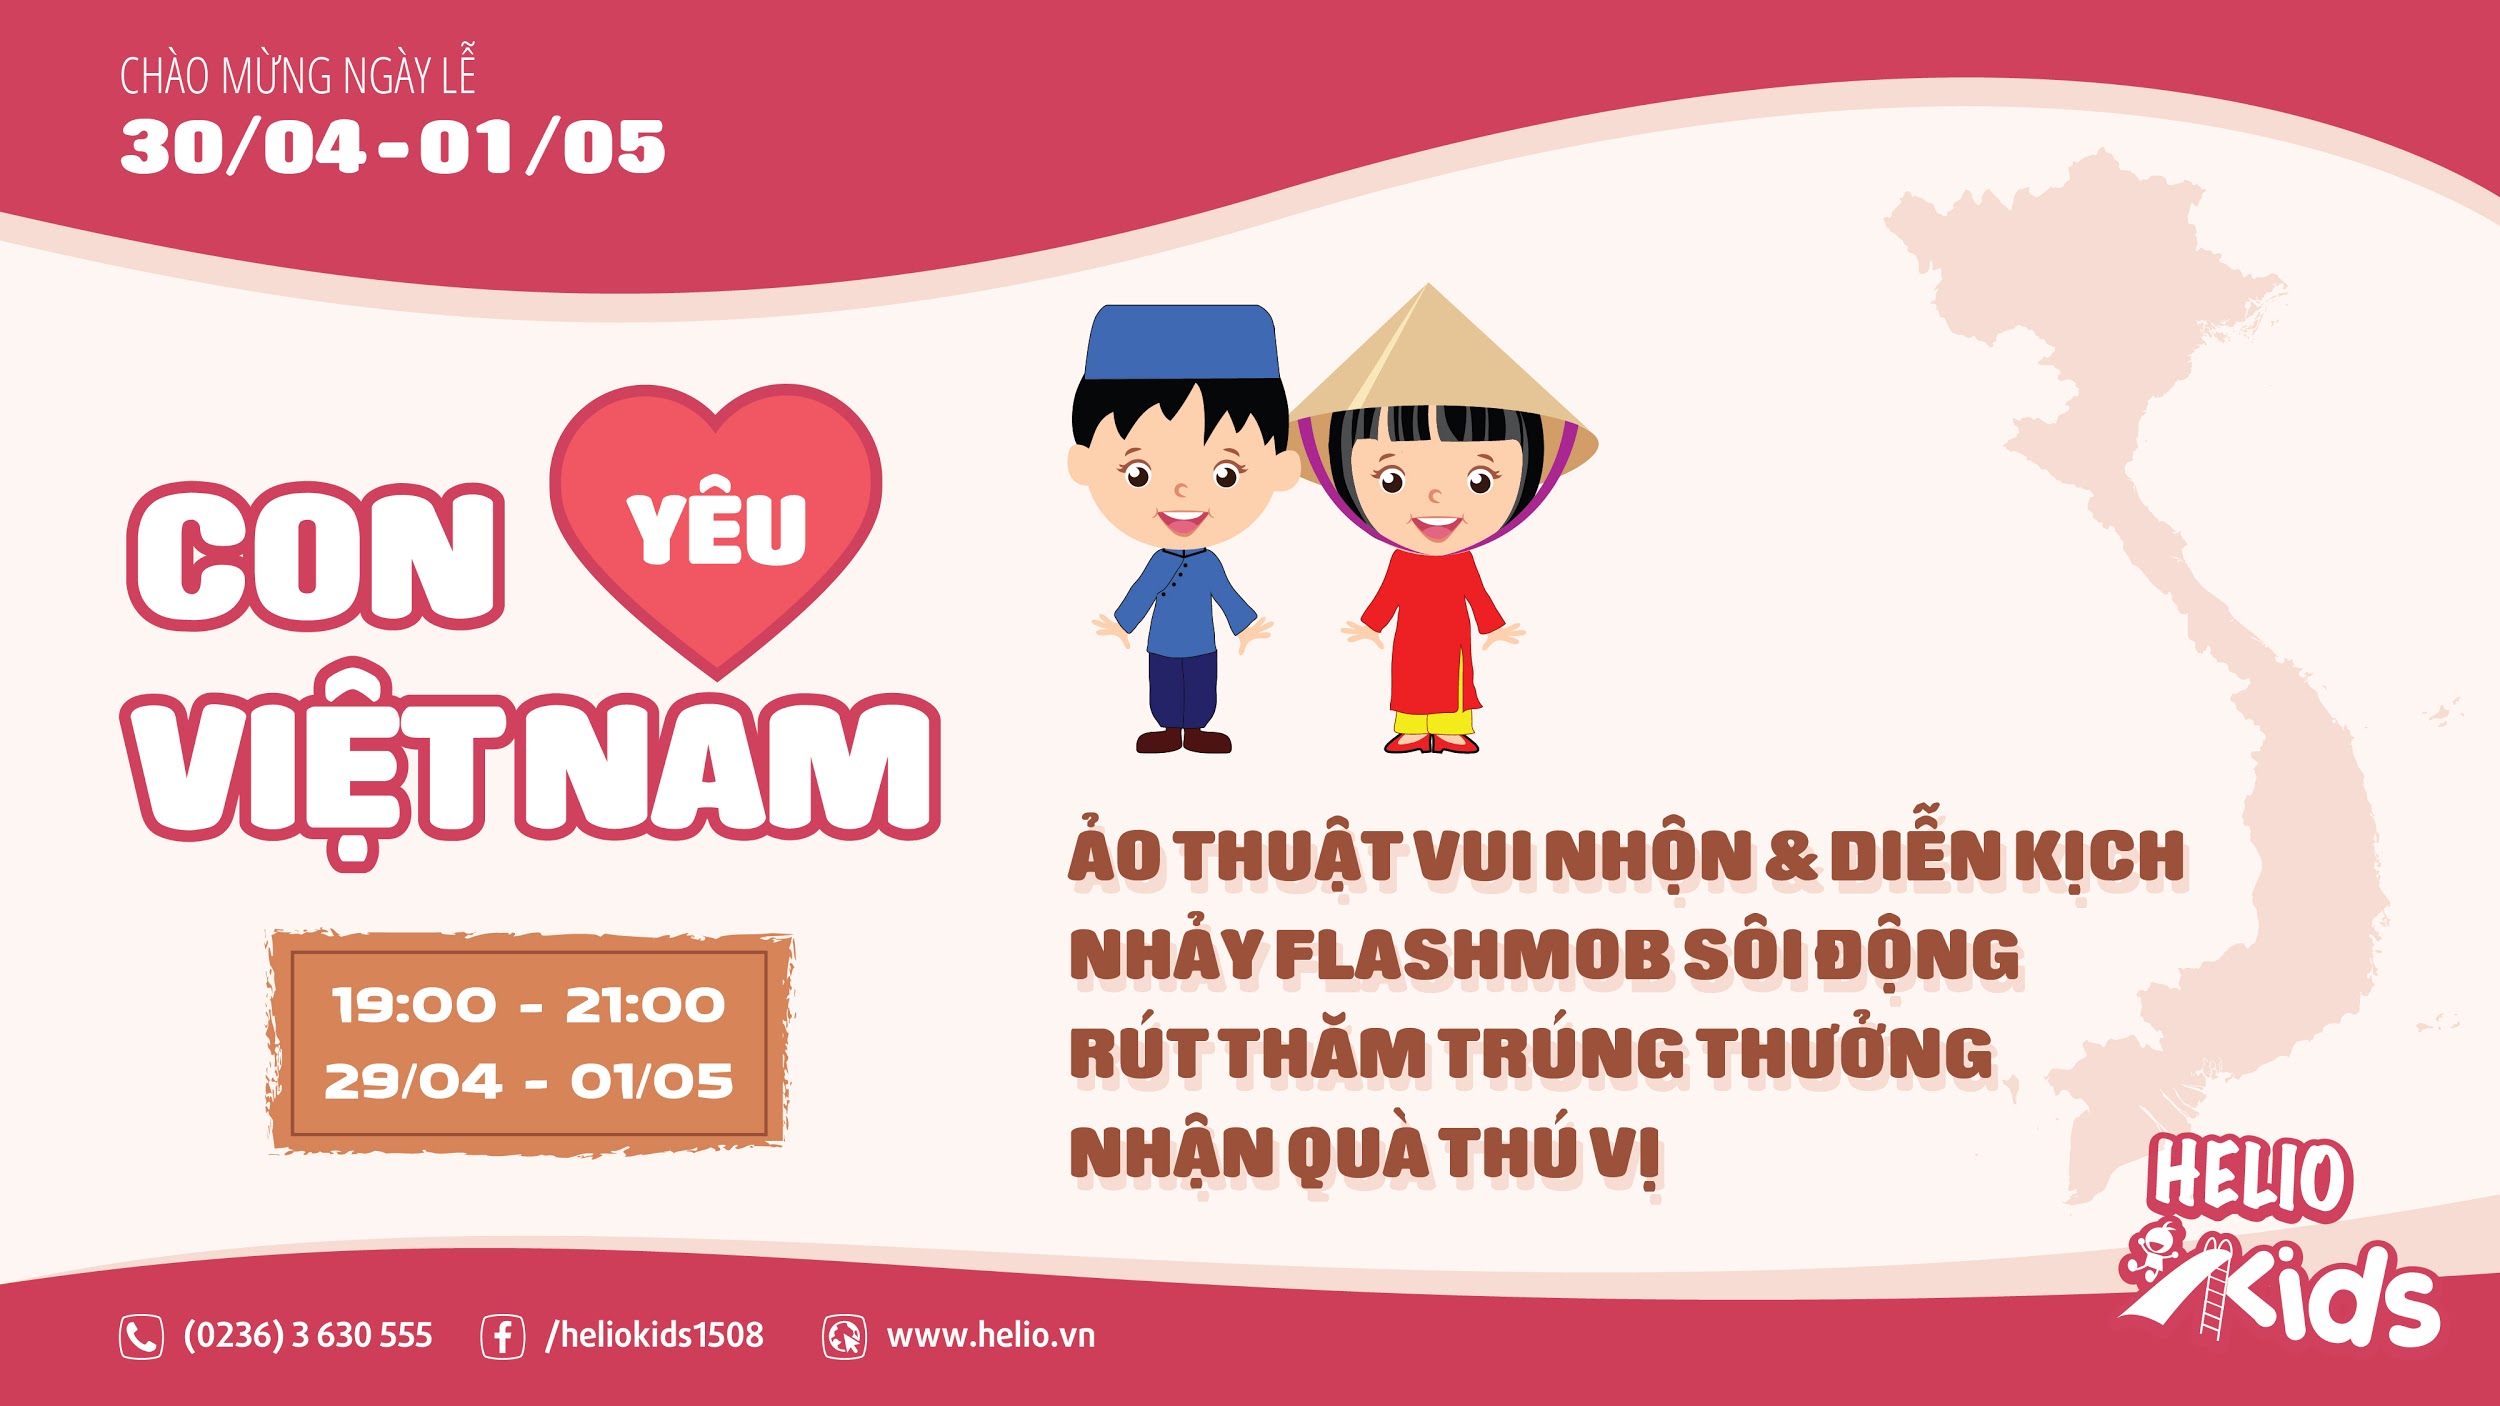 CHÀO MỪNG NGÀY LỄ
30/04-01/05
CON YÊU
VIỆT NAM
19:00 - 21:00
29/04 - 01/05
ẢO THUẬT VUI NHỘN & DIỄN KỊCH
NHẢY FLASHMOB SÔI ĐỘNG
RÚT THĂM TRÚNG THƯỞNG
NHẬN QUÀ THÚ VỊ
HELIO
Kids
(0236) 3 630 555
/heliokids1508
www.helio.vn